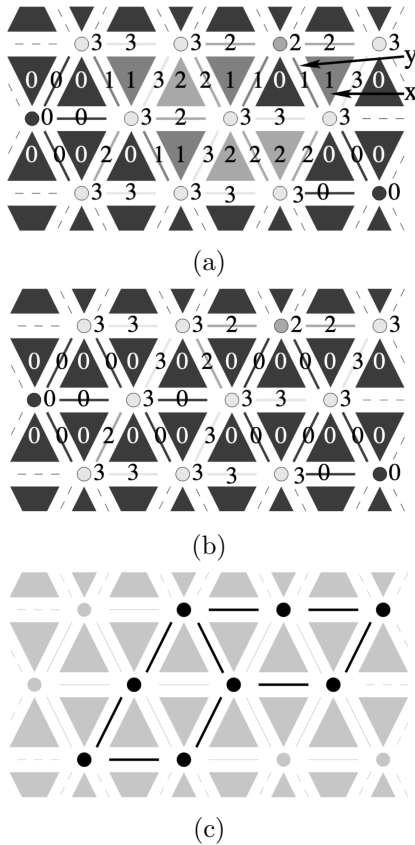 3 3 3 2 2 2 3
y
0 0 0 1 1 3 2 2 1 1 0 1 1 3 0
x
0 0 3 2 3 3 3
0 0 0 2 0 1 1 3 2 2 2 2 0 0 0
3 3 3 3 3 0 0
(a)
3 3 3 2 2 2 3
0 0 0 0 0 3 0 2 0 0 0 0 0 3 0
0 0 3 0 3 3 3
0 0 0 2 0 0 0 3 0 0 0 0 0 0 0
3 3 3 3 3 0 0
(b)
(c)